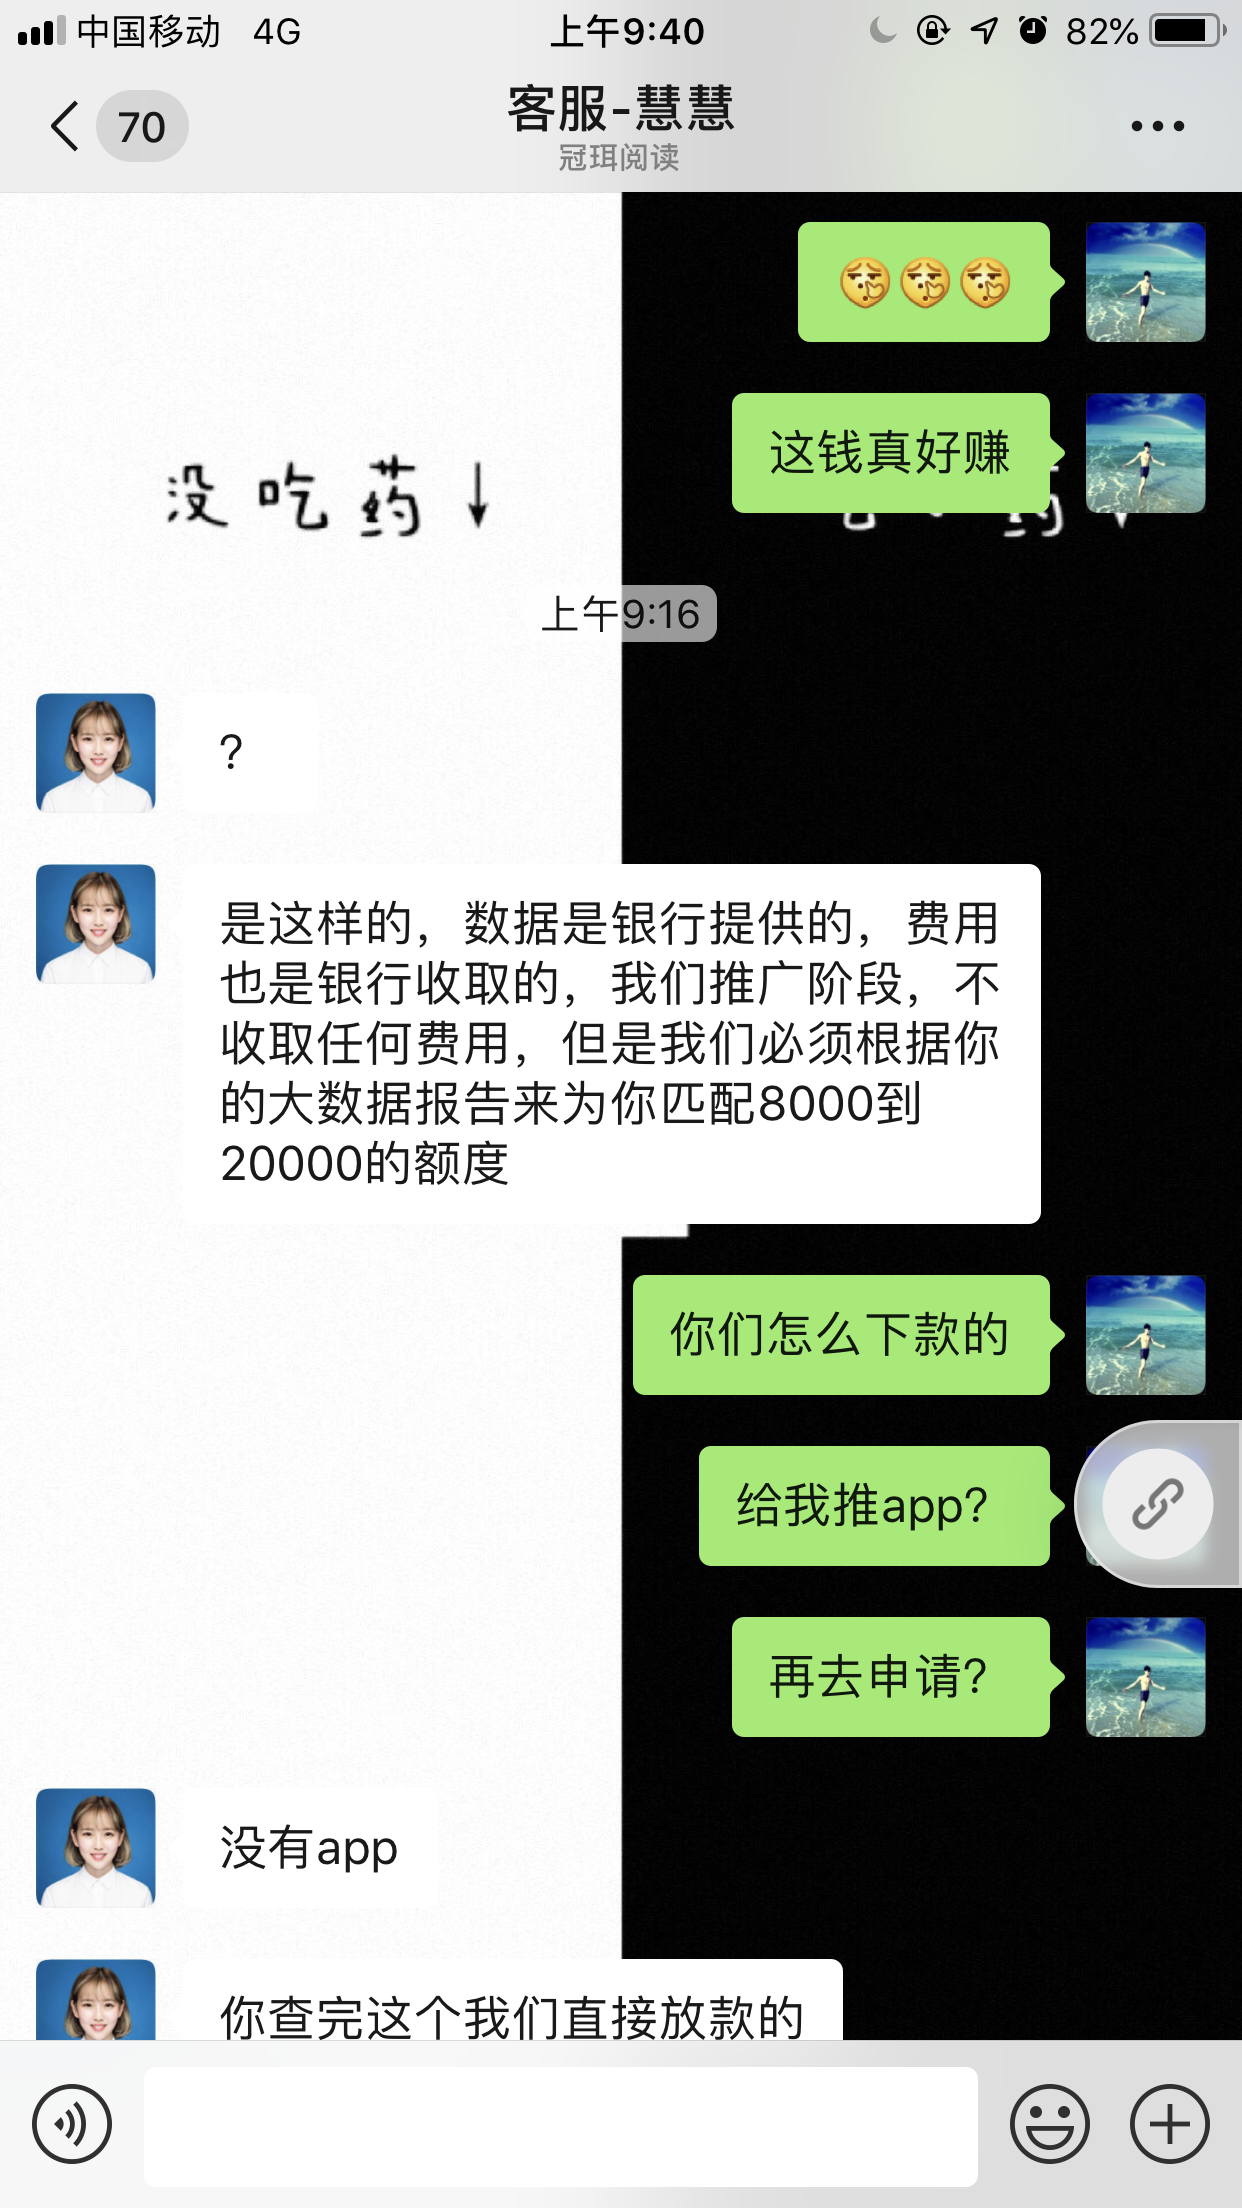 中国移动 4G 上午9:40 82%
70 客服-慧慧
冠珥阅读
这钱真好赚
没吃药↓
药↓
上午9:16
?
是这样的，数据是银行提供的，费用
也是银行收取的，我们推广阶段，不
收取任何费用，但是我们必须根据你
的大数据报告来为你匹配8000到
20000的额度
你们怎么下款的
给我推app?
再去申请?
没有app
你查完这个我们直接放款的